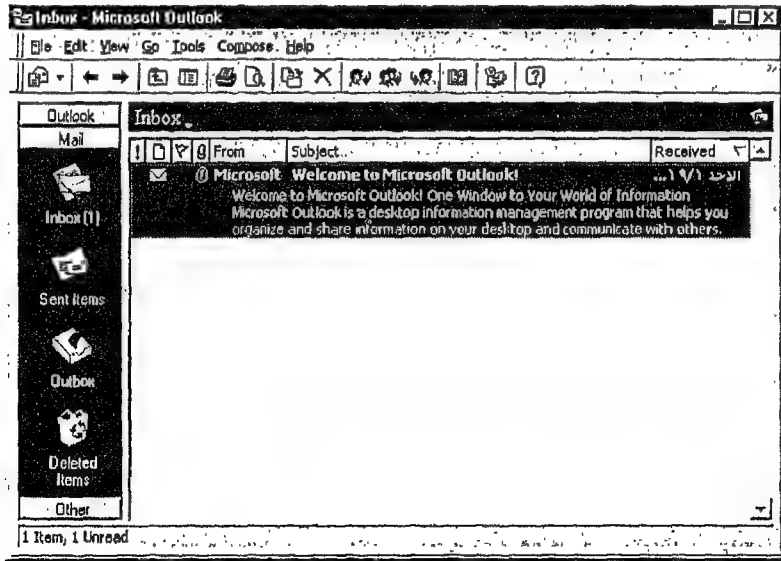 Inbox - Microsoft Outlook
File Edit View Go Tools Compose Help
Outlook
Mail
Inbox (1)
Sent Items
Outbox
Deleted
Items
Other
Inbox
From Subject Received
Microsoft Welcome to Microsoft Outlook! الاحد
Welcome to Microsoft Outlook! One Window to Your World of Information
Microsoft Outlook is a desktop information management program that helps you
organize and share information on your desktop and communicate with others.
1 Item, 1 Unread